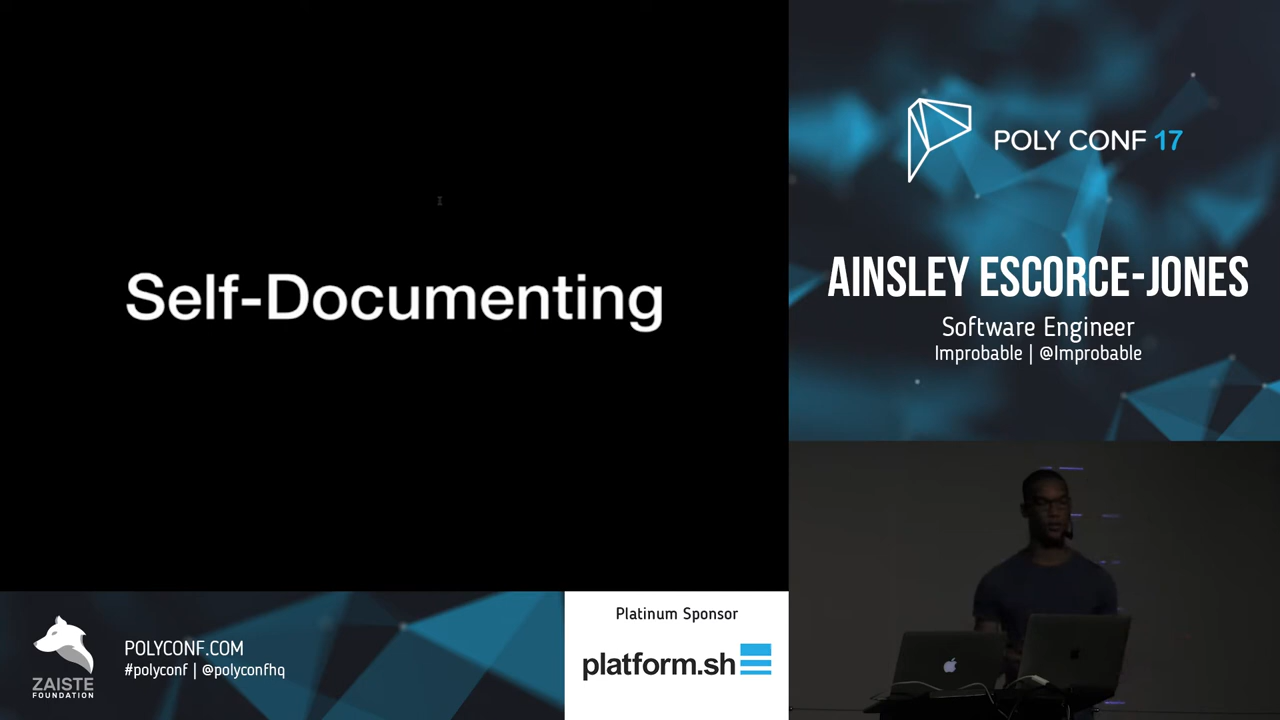 Self-Documenting
POLY CONF 17
AINSLEY ESCORCE-JONES
Software Engineer
Improbable | @Improbable
ZAISTE
FOUNDATION
POLYCONF.COM
#polyconf | @polyconfhq
Platinum Sponsor
platform.sh